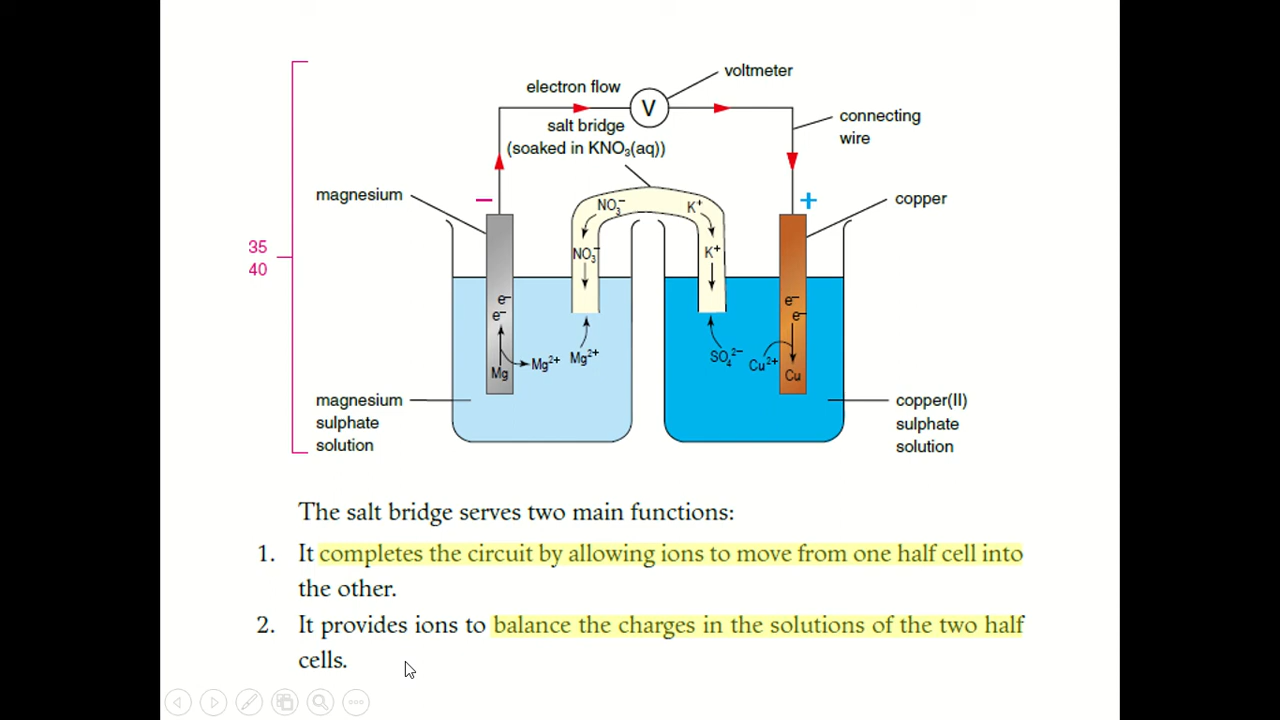 electron flow
voltmeter
V
salt bridge
(soaked in KNO₃(aq))
connecting
wire
magnesium
−
+
copper
NO₃⁻
K⁺
NO₃⁻
K⁺
35
40
e⁻
e⁻
Mg
Mg²⁺
Mg²⁺
SO₄²⁻
Cu²⁺
e⁻
e⁻
Cu
magnesium
sulphate
solution
copper(II)
sulphate
solution
The salt bridge serves two main functions:
1. It completes the circuit by allowing ions to move from one half cell into
the other.
2. It provides ions to balance the charges in the solutions of the two half
cells.